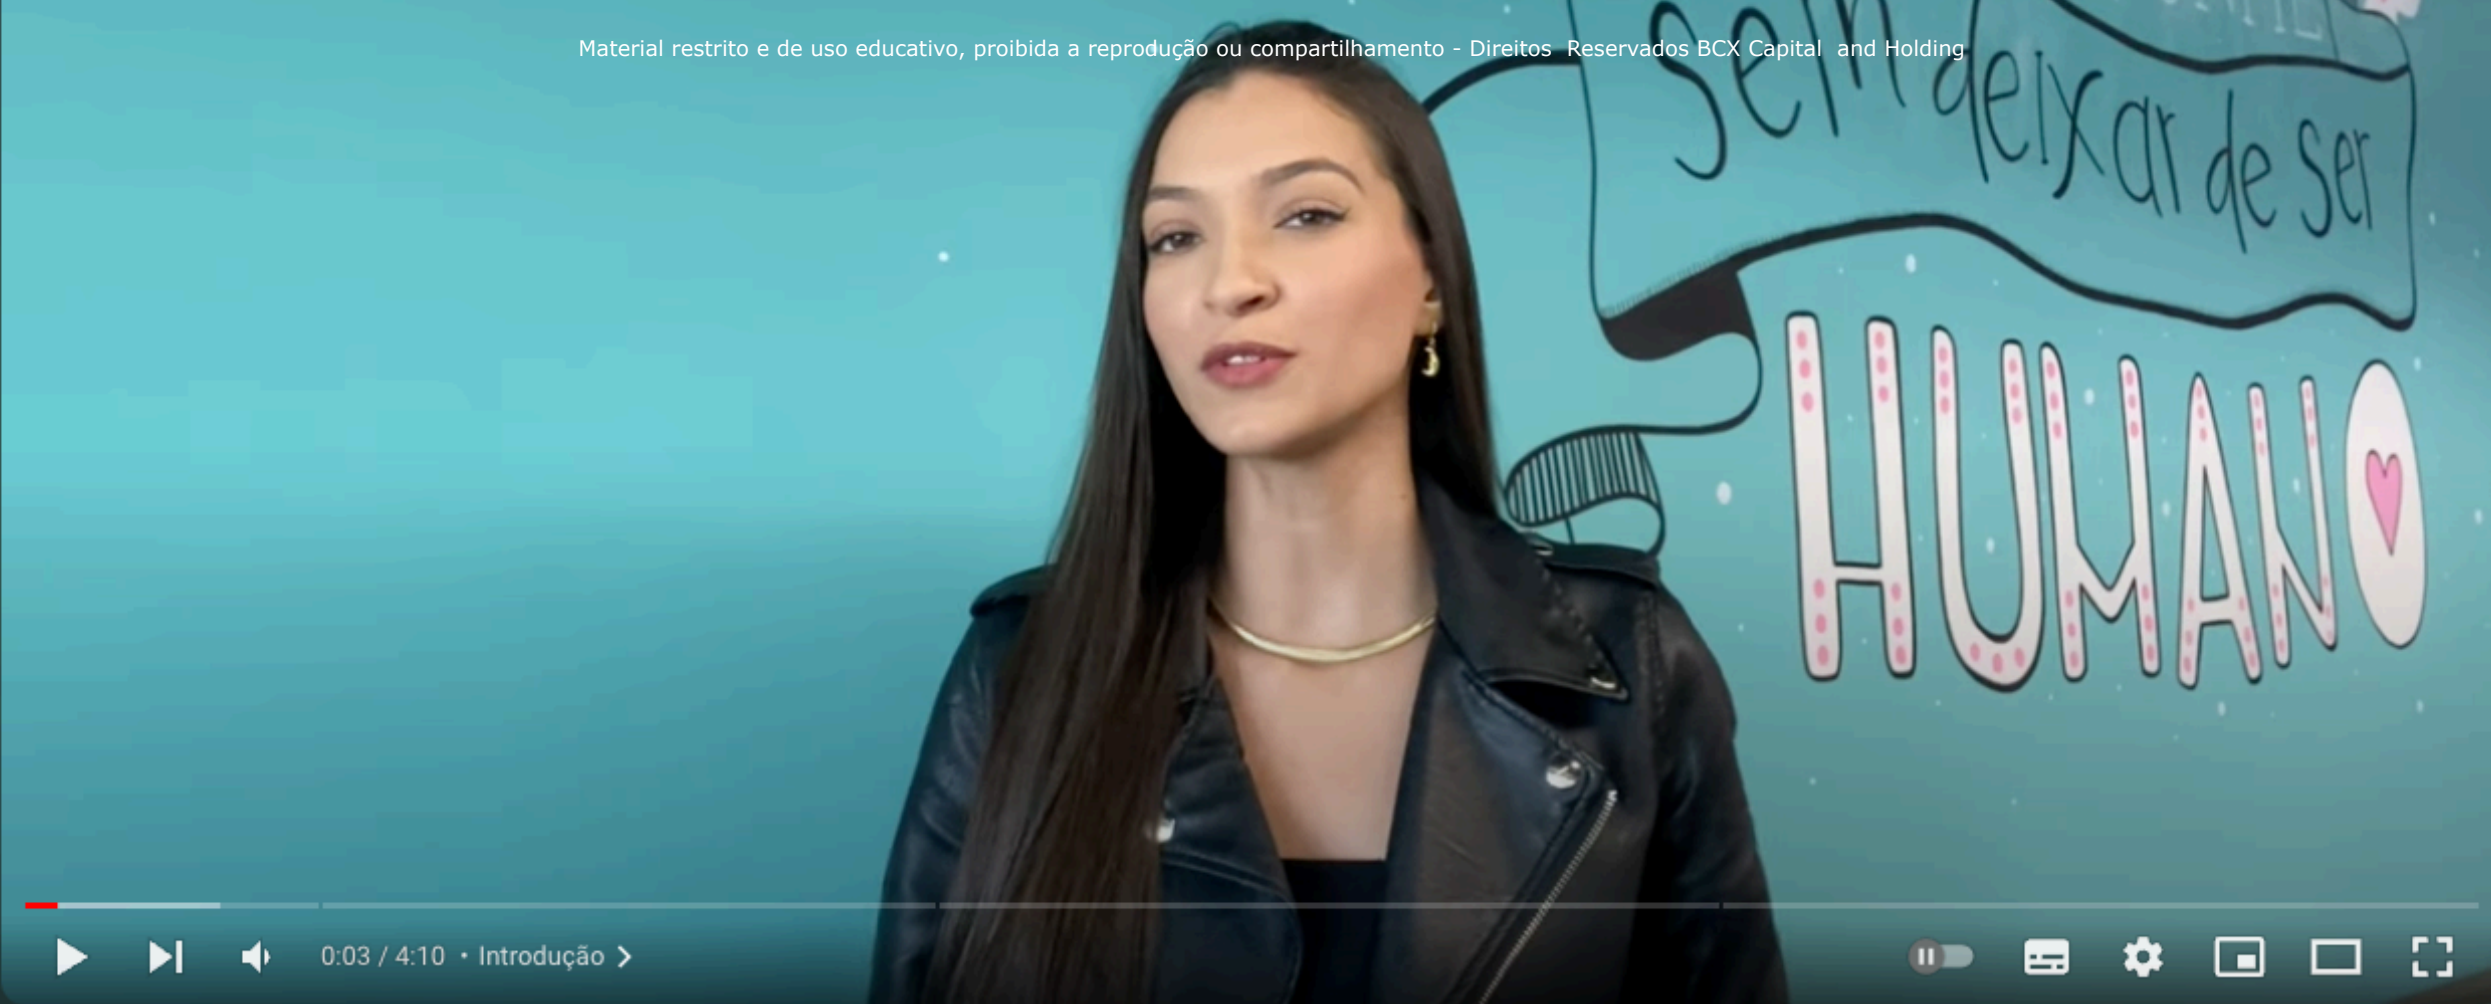 Material restrito e de uso educativo, proibida a reprodução ou compartilhamento - Direitos  Reservados BCX Capital  and Holding
sem deixar de ser
HUMANO
0:03 / 4:10 • Introdução